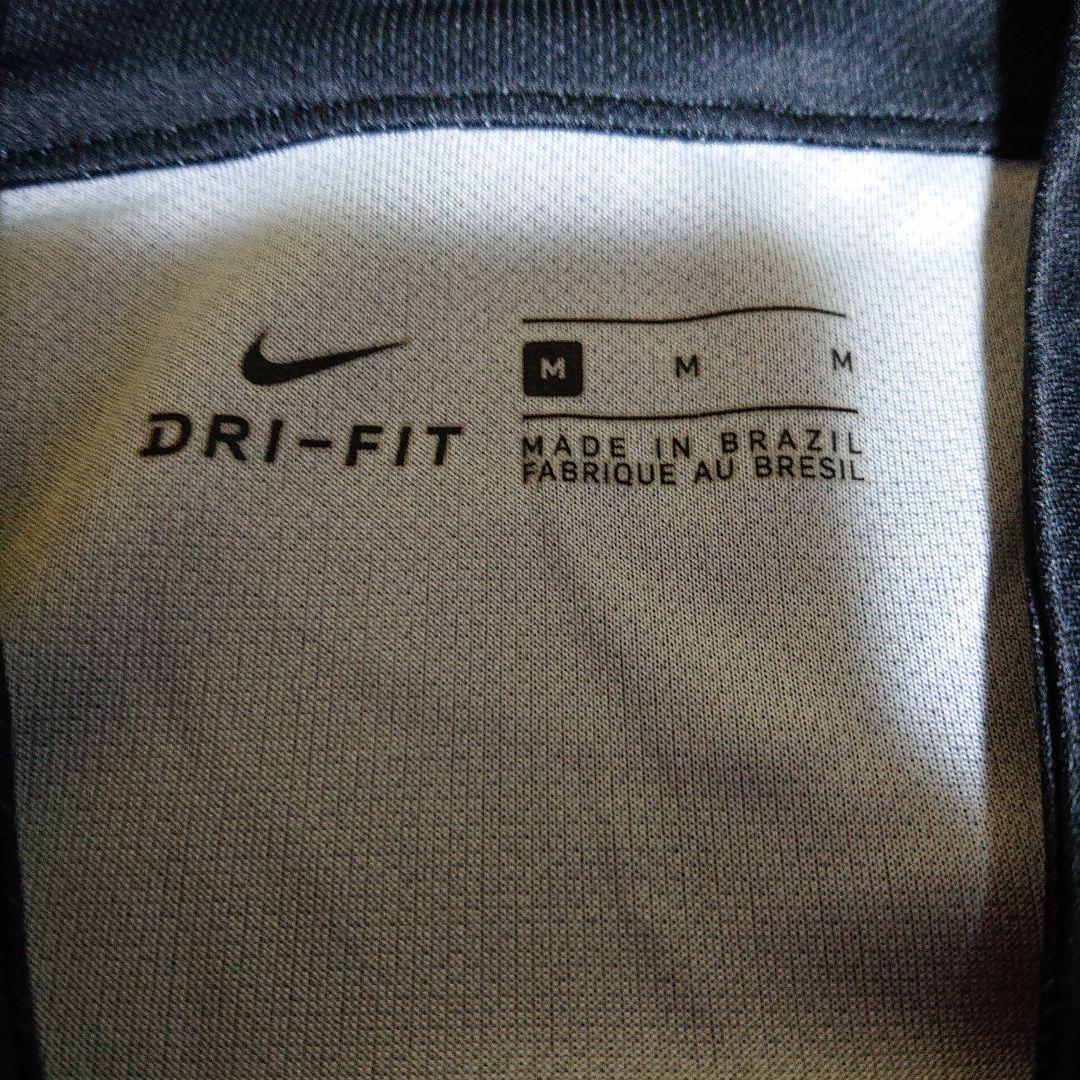 DRI-FIT
M M M
MADE IN BRAZIL
FABRIQUE AU BRESIL